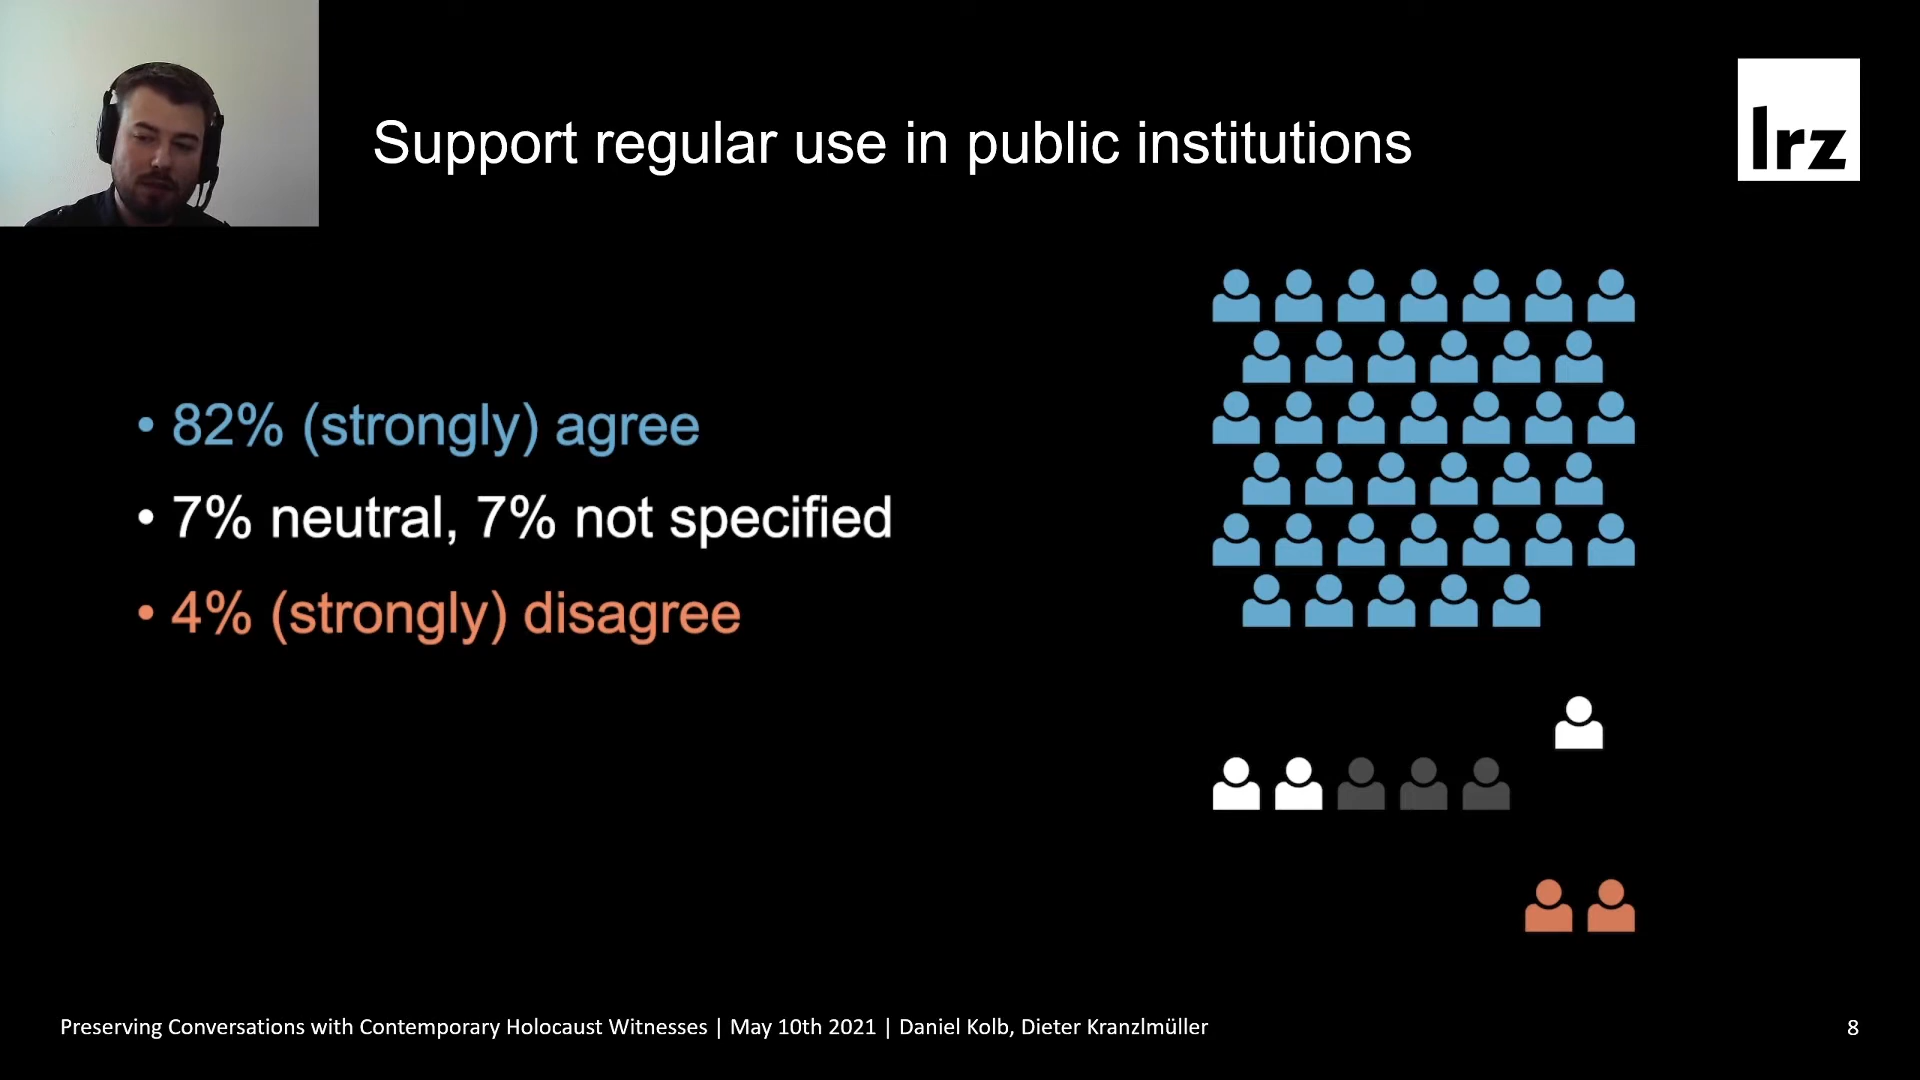 Support regular use in public institutions
lrz
• 82% (strongly) agree
• 7% neutral, 7% not specified
• 4% (strongly) disagree
Preserving Conversations with Contemporary Holocaust Witnesses | May 10th 2021 | Daniel Kolb, Dieter Kranzlmüller
8